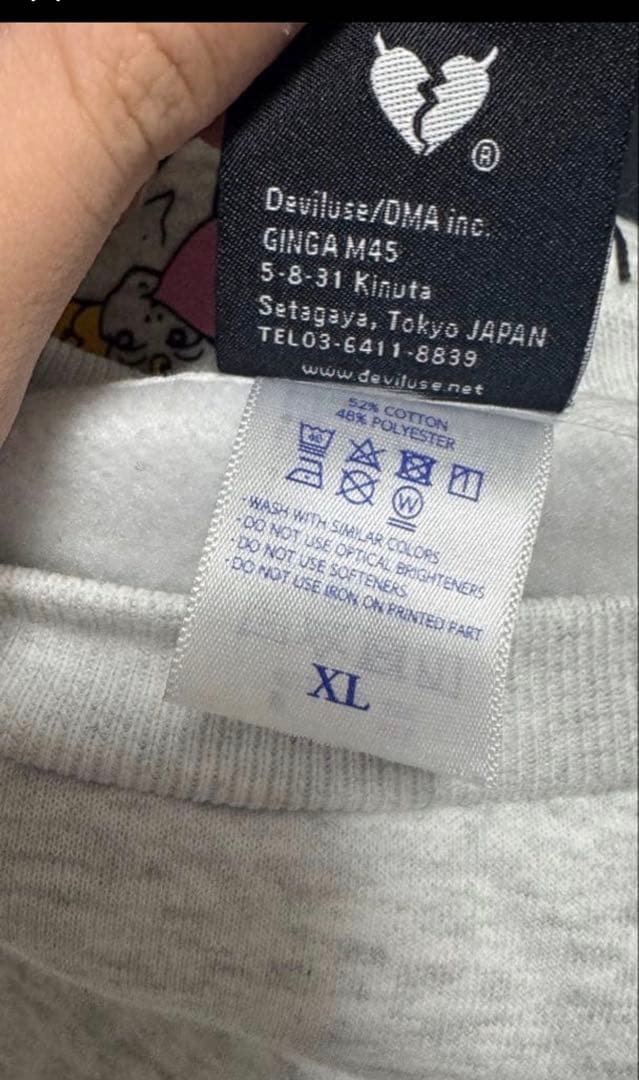 ®
Deviluse/DMA inc.
GINGA M45
5-8-31 Kinuta
Setagaya, Tokyo JAPAN
TEL03-6411-8839
www.deviluse.net
52% COTTON
48% POLYESTER
40
W
·WASH WITH SIMILAR COLORS
·DO NOT USE OPTICAL BRIGHTENERS
·DO NOT USE SOFTENERS
·DO NOT USE IRON ON PRINTED PART
XL